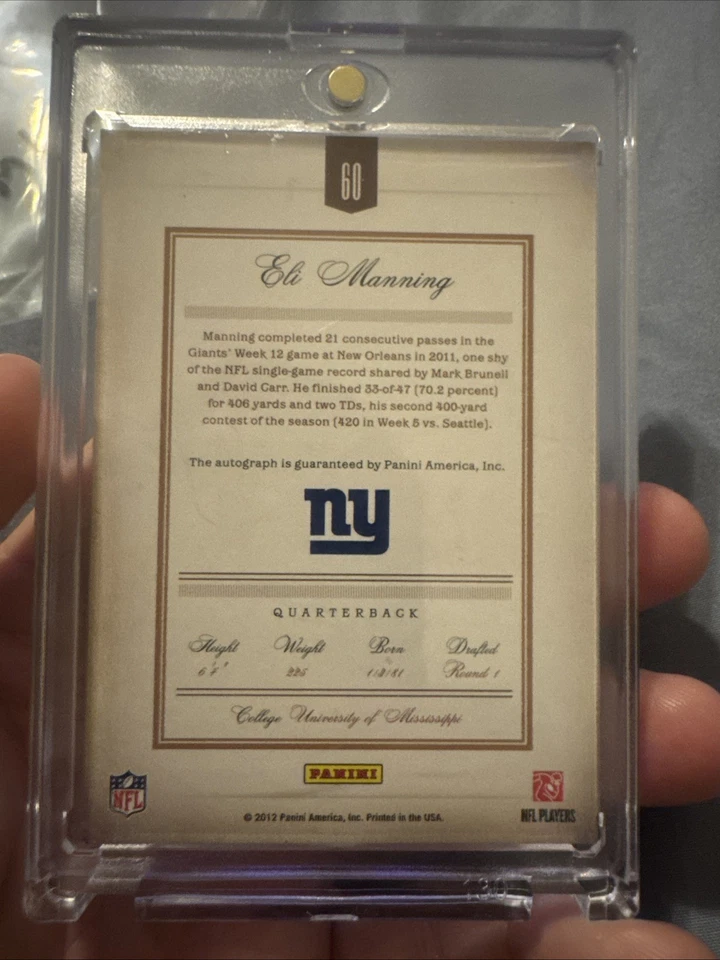 60
Eli Manning
Manning completed 21 consecutive passes in the
Giants' Week 12 game at New Orleans in 2011, one shy
of the NFL single-game record shared by Mark Brunell
and David Carr. He finished 33-of-47 (70.2 percent)
for 406 yards and two TDs, his second 400-yard
contest of the season (420 in Week 5 vs. Seattle).
The autograph is guaranteed by Panini America, Inc.
ny
QUARTERBACK
Height Weight Born Drafted
225 Round 1
College University of Mississippi
PANINI
NFL
NFL PLAYERS
© 2012 Panini America, Inc. Printed in the USA.